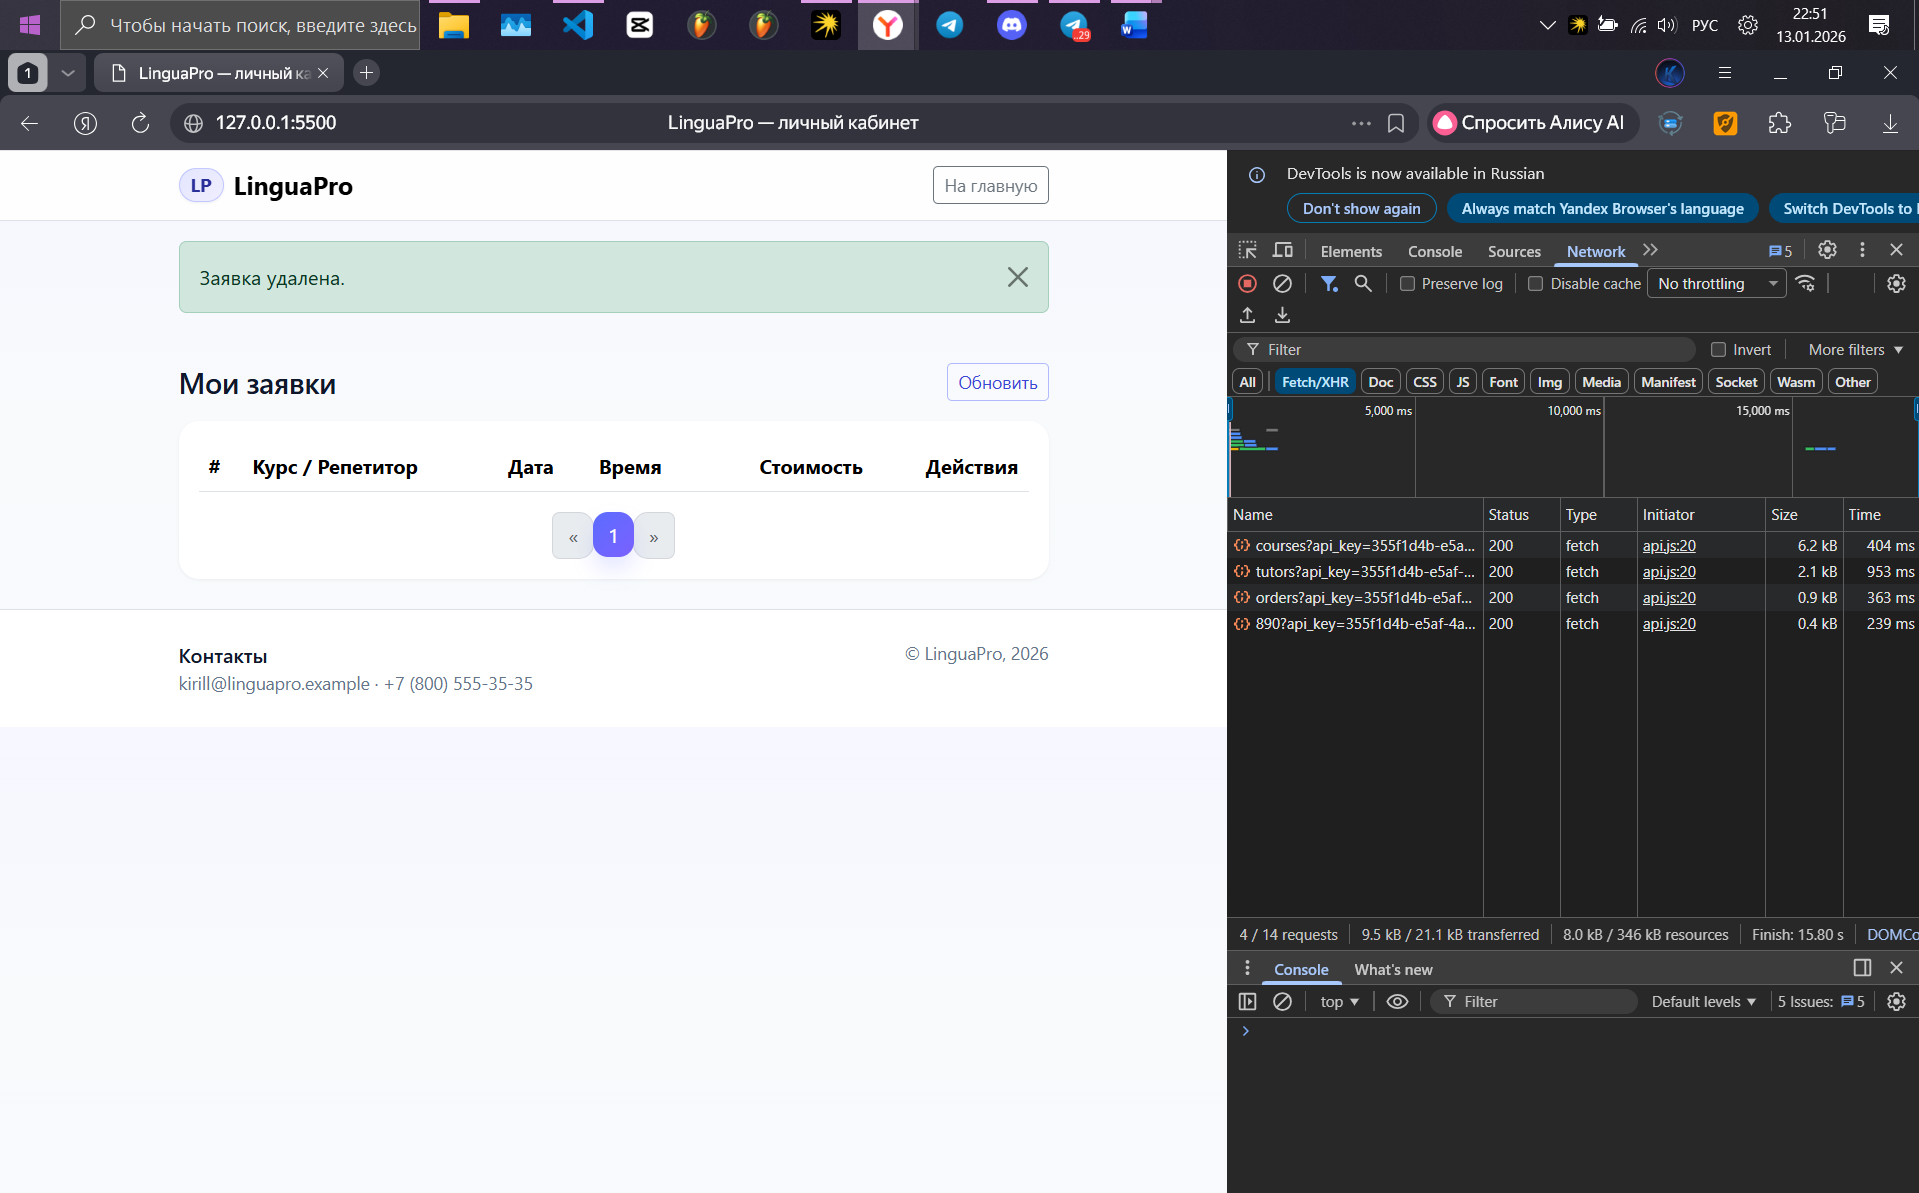 Чтобы начать поиск, введите здесь
..29
РУС
22:51
13.01.2026
1
LinguaPro — личный ка
127.0.0.1:5500
LinguaPro — личный кабинет
Спросить Алису AI
LP LinguaPro
На главную
Заявка удалена.
Мои заявки
Обновить
# Курс / Репетитор Дата Время Стоимость Действия
« 1 »
Контакты
kirill@linguapro.example · +7 (800) 555-35-35
© LinguaPro, 2026
DevTools is now available in Russian
Don't show again Always match Yandex Browser's language Switch DevTools to
Elements Console Sources Network 5
Preserve log Disable cache No throttling
Filter Invert More filters
All Fetch/XHR Doc CSS JS Font Img Media Manifest Socket Wasm Other
5,000 ms 10,000 ms 15,000 ms
Name Status Type Initiator Size Time
courses?api_key=355f1d4b-e5a... 200 fetch api.js:20 6.2 kB 404 ms
tutors?api_key=355f1d4b-e5af-... 200 fetch api.js:20 2.1 kB 953 ms
orders?api_key=355f1d4b-e5af... 200 fetch api.js:20 0.9 kB 363 ms
890?api_key=355f1d4b-e5af-4a... 200 fetch api.js:20 0.4 kB 239 ms
4 / 14 requests 9.5 kB / 21.1 kB transferred 8.0 kB / 346 kB resources Finish: 15.80 s DOMCo
Console What's new
top Filter Default levels 5 Issues: 5